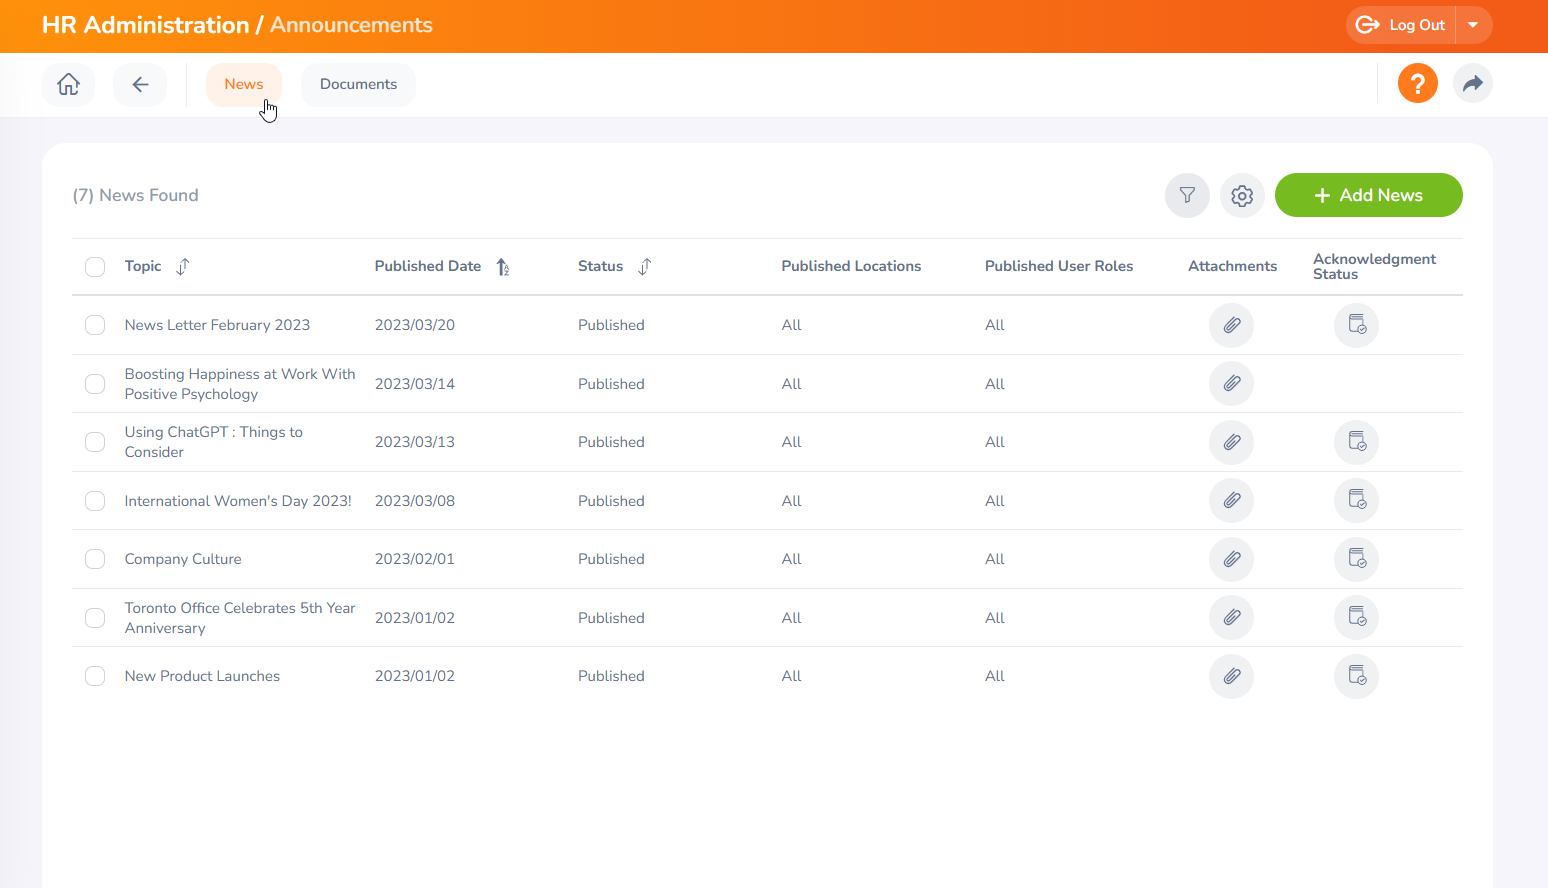 HR Administration / Announcements
Log Out
News
Documents
?
(7) News Found
+ Add News
Topic
Published Date
Status
Published Locations
Published User Roles
Attachments
Acknowledgment
Status
News Letter February 2023
2023/03/20
Published
All
All
Boosting Happiness at Work With
Positive Psychology
2023/03/14
Published
All
All
Using ChatGPT : Things to
Consider
2023/03/13
Published
All
All
International Women's Day 2023!
2023/03/08
Published
All
All
Company Culture
2023/02/01
Published
All
All
Toronto Office Celebrates 5th Year
Anniversary
2023/01/02
Published
All
All
New Product Launches
2023/01/02
Published
All
All